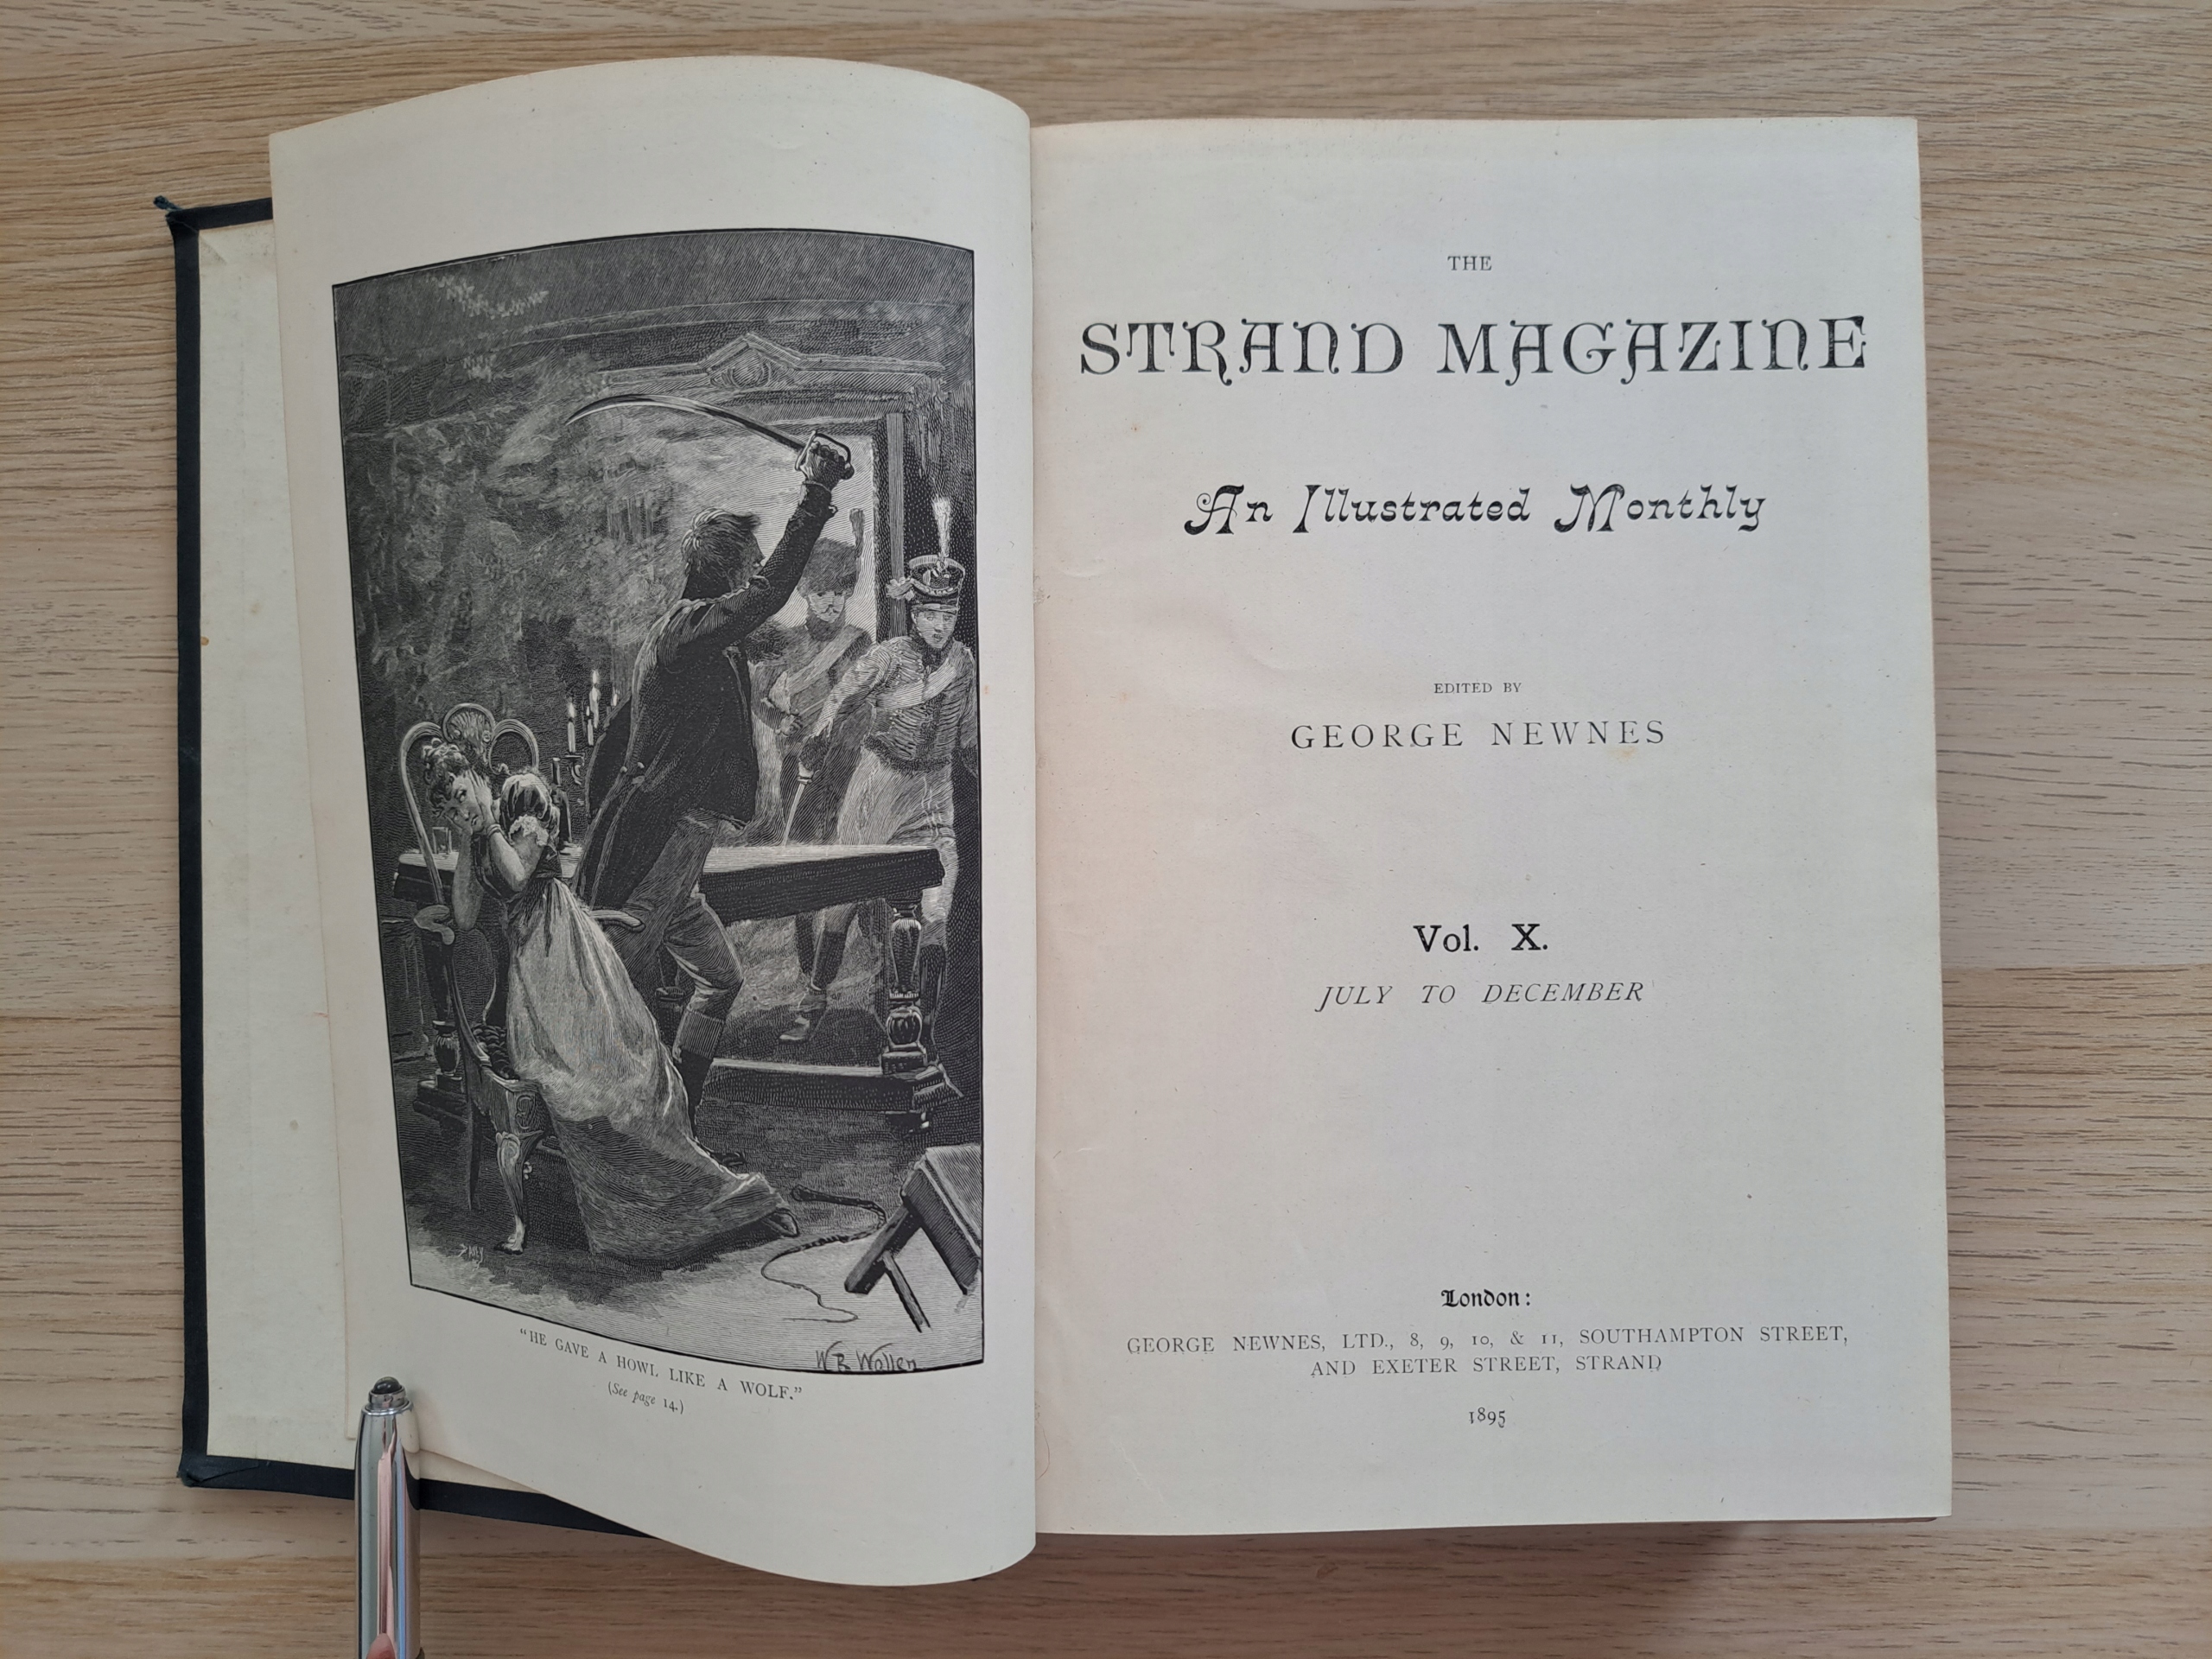 "HE GAVE A HOWL LIKE A WOLF."
(See page 14.)
W B Wollen
THE
STRAND MAGAZINE
An Illustrated Monthly
EDITED BY
GEORGE NEWNES
Vol. X.
JULY TO DECEMBER
London:
GEORGE NEWNES, LTD., 8, 9, 10, & 11, SOUTHAMPTON STREET,
AND EXETER STREET, STRAND
1895